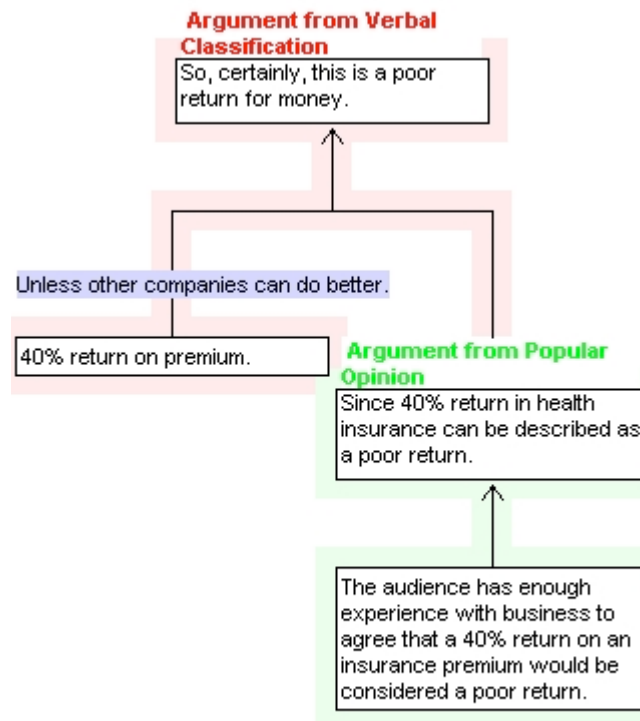 Argument from Verbal
Classification
So, certainly, this is a poor
return for money.
Unless other companies can do better.
40% return on premium.
Argument from Popular
Opinion
Since 40% return in health
insurance can be described as
a poor return.
The audience has enough
experience with business to
agree that a 40% return on an
insurance premium would be
considered a poor return.